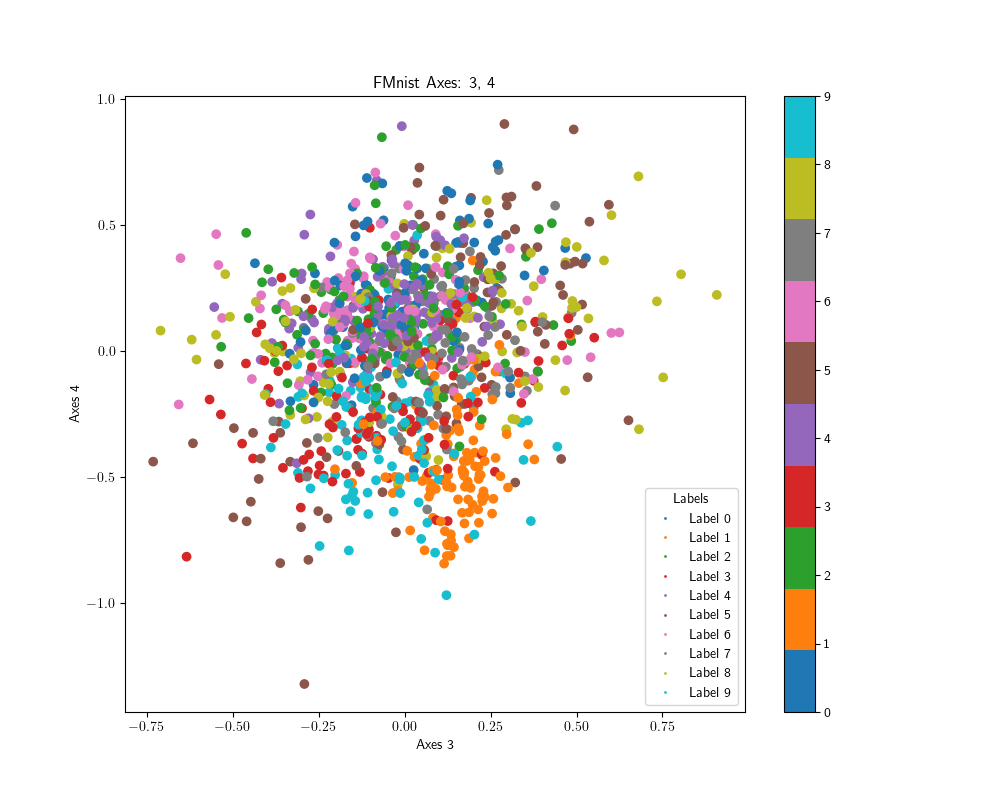 FMnist Axes: 3, 4
1.0
0.5
0.0
−0.5
−1.0
Axes 4
−0.75
−0.50
−0.25
0.00
0.25
0.50
0.75
Axes 3
Labels
Label 0
Label 1
Label 2
Label 3
Label 4
Label 5
Label 6
Label 7
Label 8
Label 9
9
8
7
6
5
4
3
2
1
0